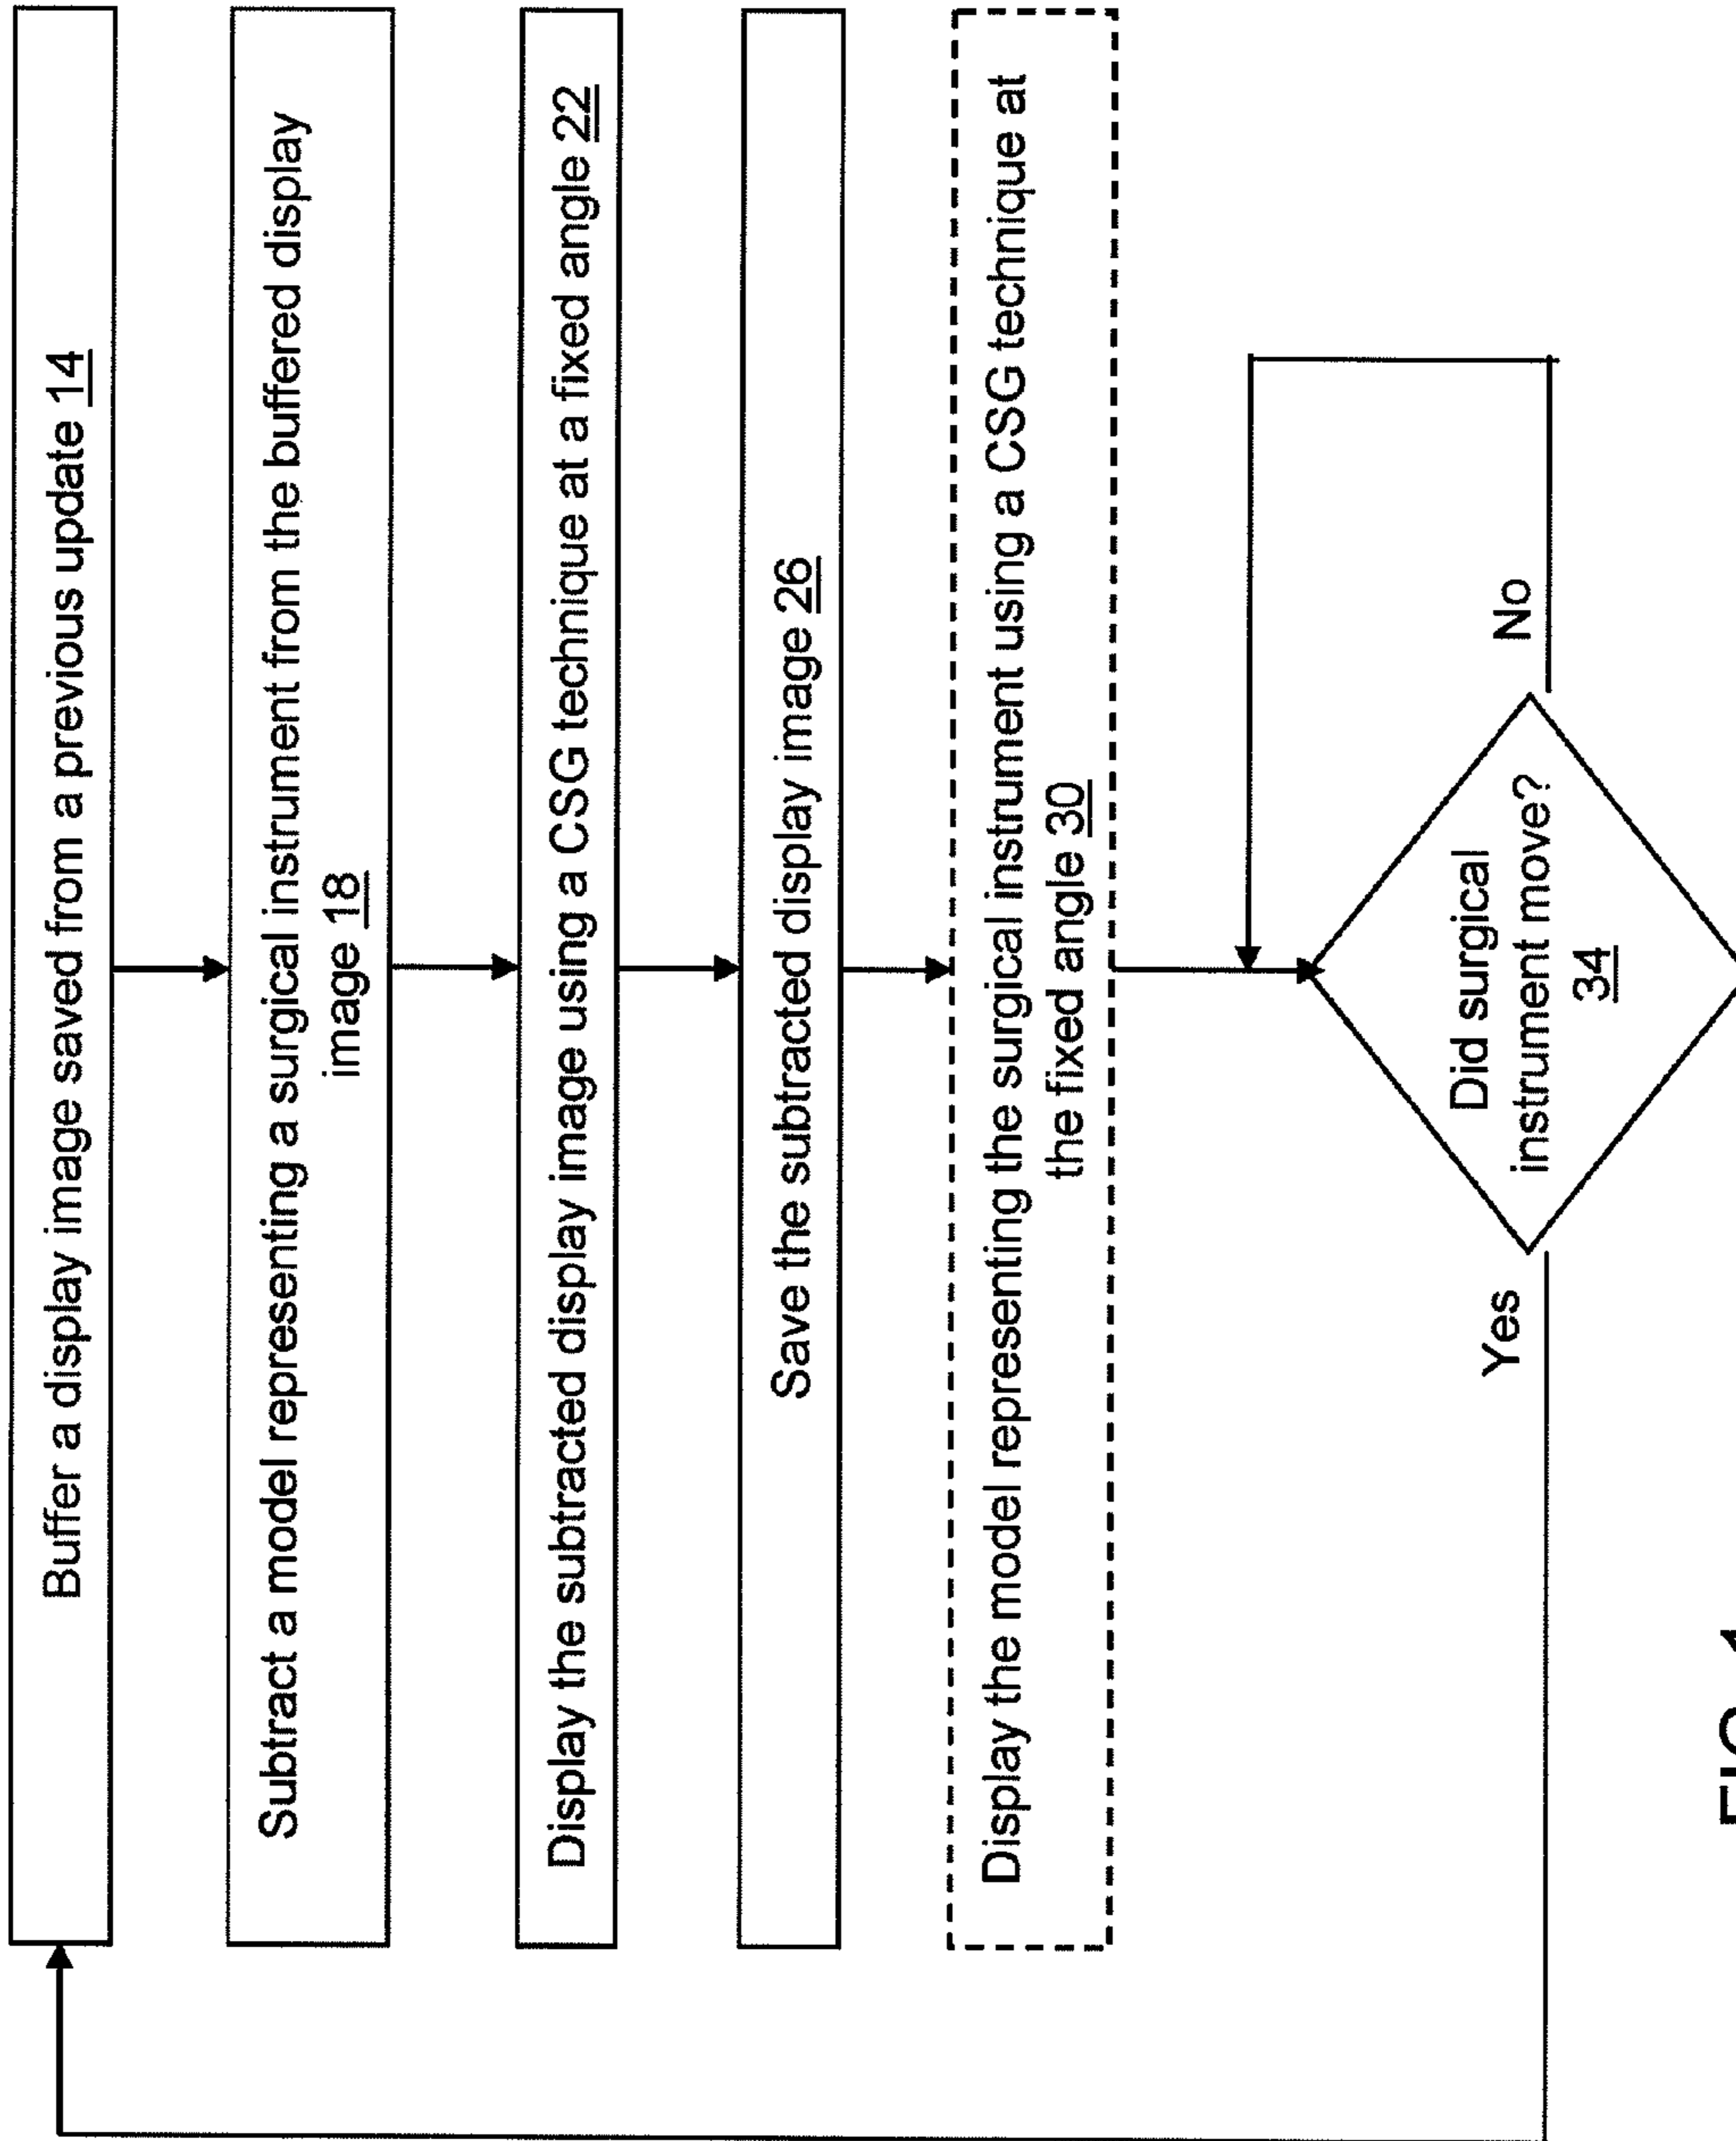 Buffer a display image saved from a previous update 14
Subtract a model representing a surgical instrument from the buffered display
image 18
Display the subtracted display image using a CSG technique at a fixed angle 22
Save the subtracted display image 26
Display the model representing the surgical instrument using a CSG technique at
the fixed angle 30
Did surgical
instrument move?
34
No
Yes
FIG. 1